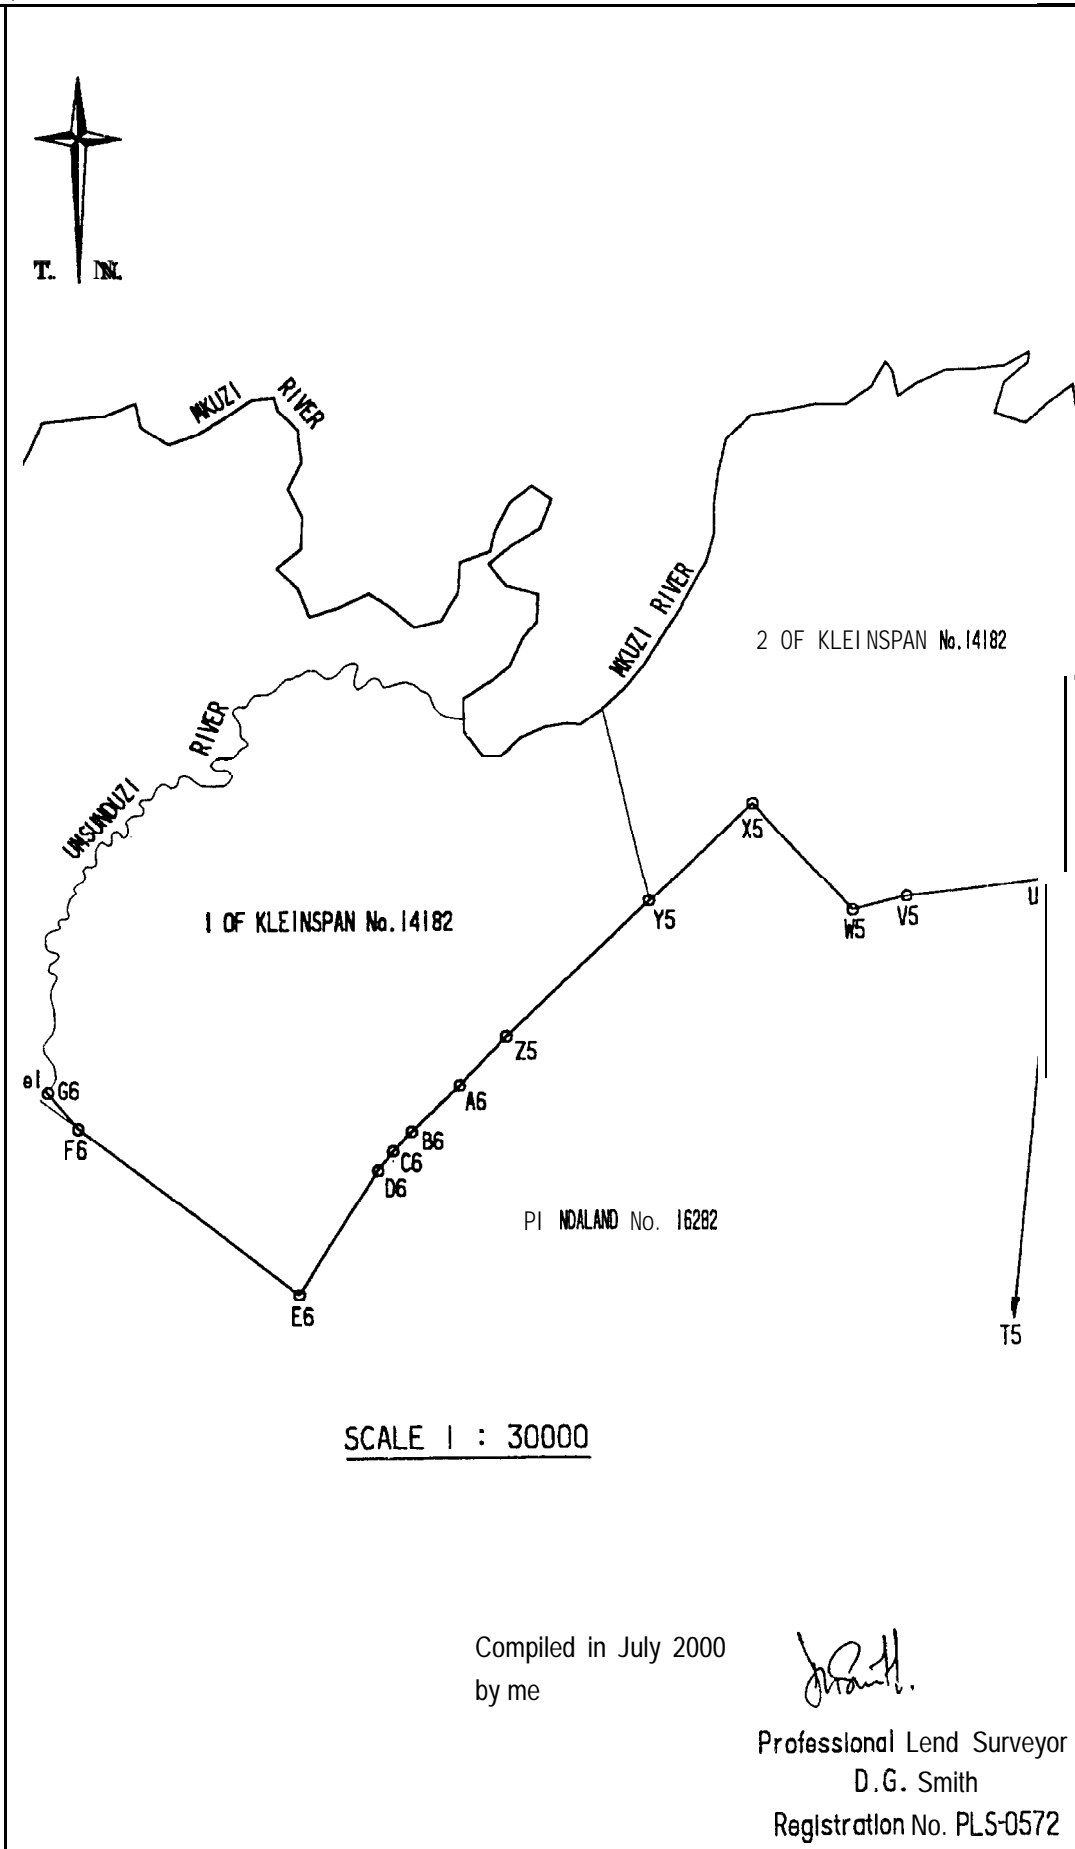 T. N.
MKUZI RIVER
MKUZI RIVER
2 OF KLEINSPAN No.14182
UMSUNDUZI RIVER
X5
1 OF KLEINSPAN No.14182
Y5
W5
V5
U
Z5
e1
G6
A6
F6
B6
C6
D6
PINDALAND No. 16282
E6
T5
SCALE 1 : 30000
Compiled in July 2000
by me
Professional Lend Surveyor
D.G. Smith
Registration No. PLS-0572